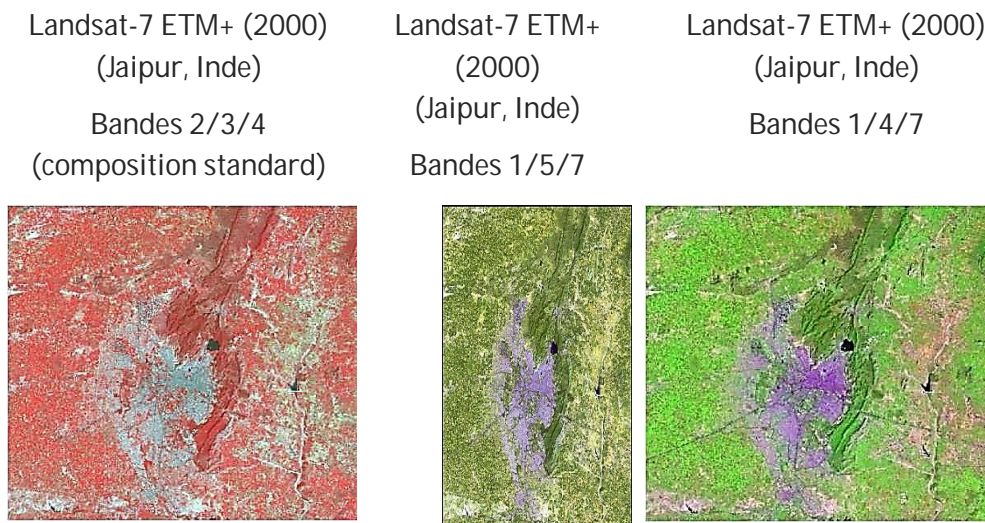 Landsat-7 ETM+ (2000)
(Jaipur, Inde)
Bandes 2/3/4
(composition standard)
Landsat-7 ETM+
(2000)
(Jaipur, Inde)
Bandes 1/5/7
Landsat-7 ETM+ (2000)
(Jaipur, Inde)
Bandes 1/4/7